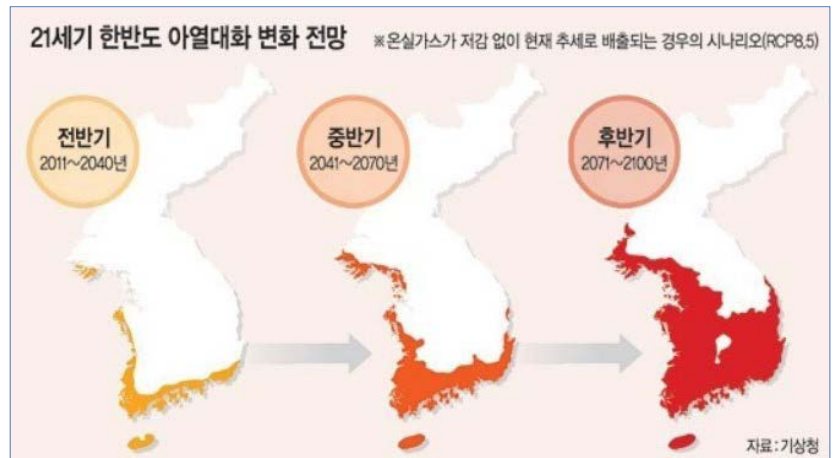 21세기 한반도 아열대화 변화 전망
※온실가스가 저감 없이 현재 추세로 배출되는 경우의 시나리오(RCP8.5)
전반기
2011~2040년
중반기
2041~2070년
후반기
2071~2100년
자료:기상청